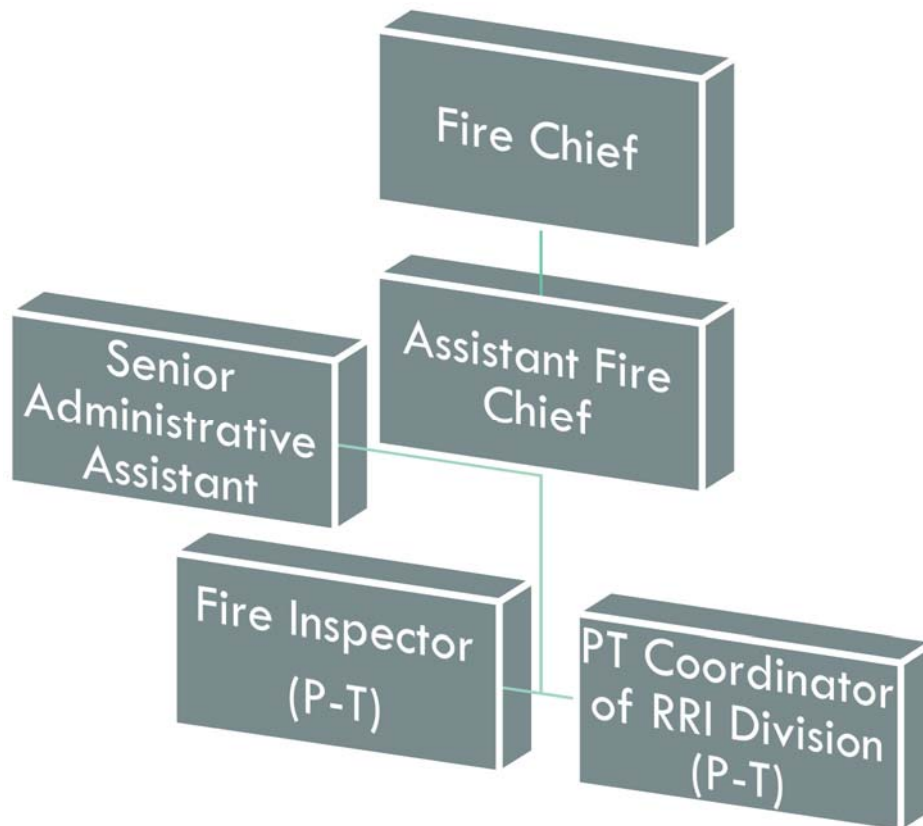 Fire Chief
Assistant Fire
Chief
Senior
Administrative
Assistant
Fire Inspector
(P-T)
PT Coordinator
of RRI Division
(P-T)